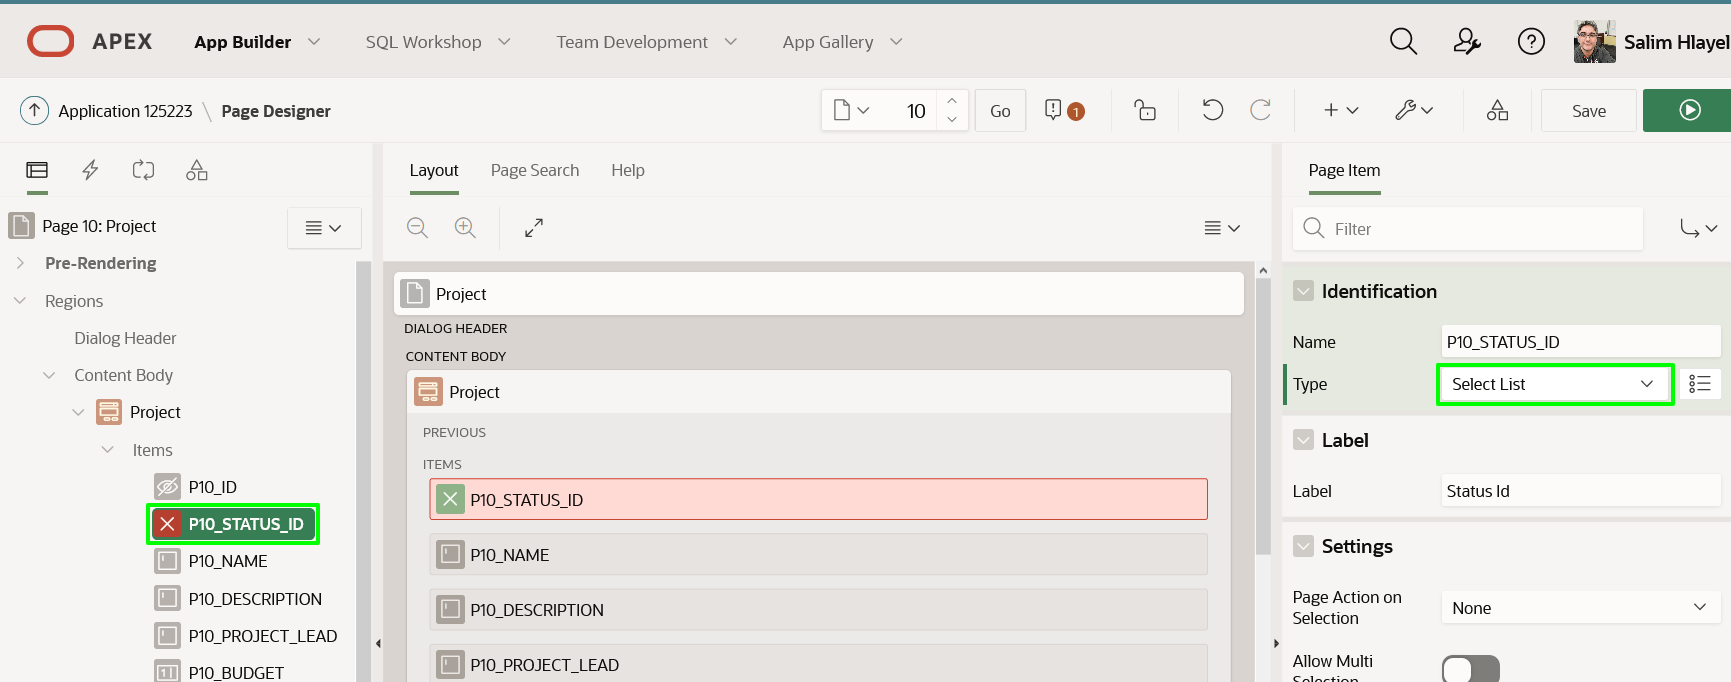 APEX App Builder SQL Workshop Team Development App Gallery Salim Hlayel
Application 125223 \ Page Designer 10 Go 1 Save
Layout Page Search Help
Page Item
Page 10: Project
Filter
Pre-Rendering
Regions
Dialog Header
Content Body
Project
Items
P10_ID
P10_STATUS_ID
P10_NAME
P10_DESCRIPTION
P10_PROJECT_LEAD
P10_BUDGET
Project
DIALOG HEADER
CONTENT BODY
Project
PREVIOUS
ITEMS
P10_STATUS_ID
P10_NAME
P10_DESCRIPTION
P10_PROJECT_LEAD
Identification
Name P10_STATUS_ID
Type Select List
Label
Label Status Id
Settings
Page Action on
Selection
None
Allow Multi
Selection